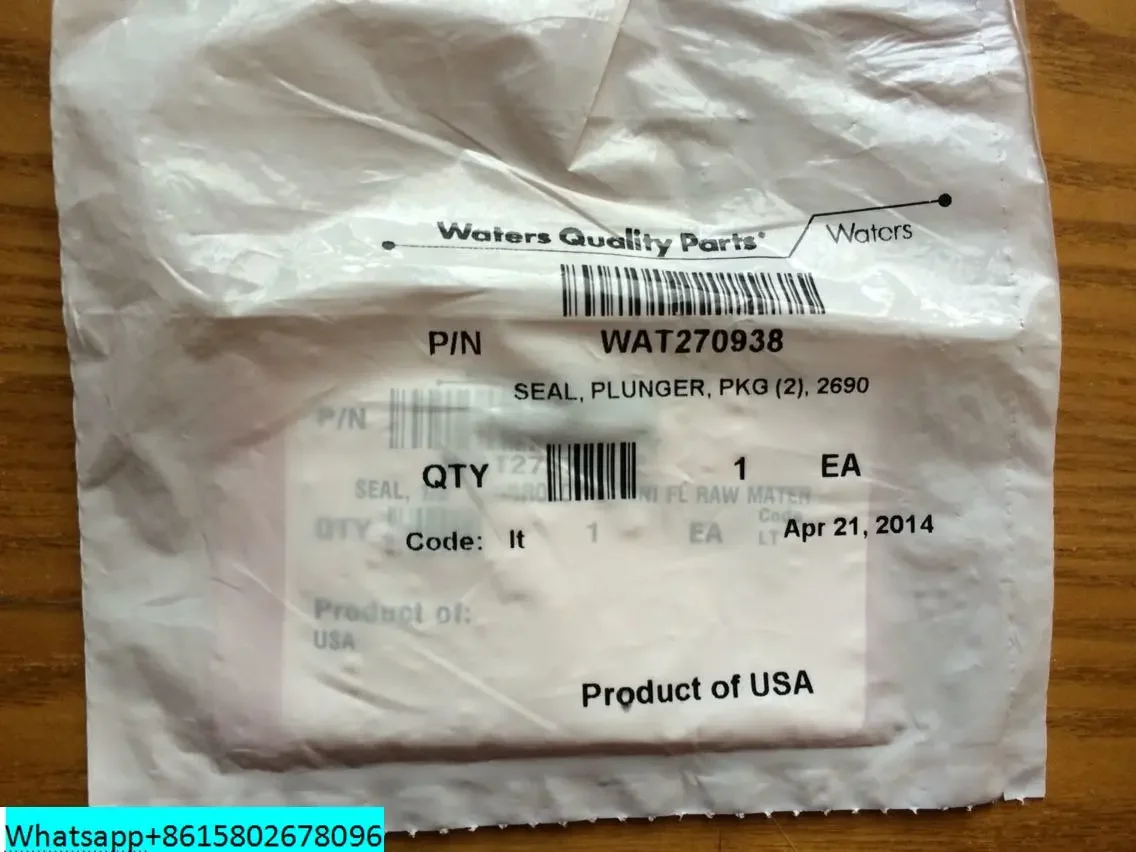 Waters Quality Parts® Waters
P/N WAT270938
SEAL, PLUNGER, PKG (2), 2690
P/N
SEAL, FL RAW MATER
QTY 1 EA
QTY 1 EA Code
LT
Code: lt Apr 21, 2014
Product of:
USA
Product of USA
Whatsapp+8615802678096